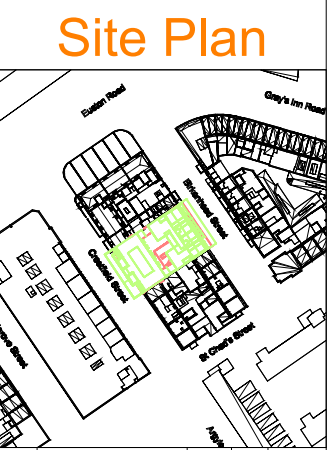 Site Plan
Euston Road
Gray's Inn Road
Birkenhead Street
Crestfield Street
St Chad's Street